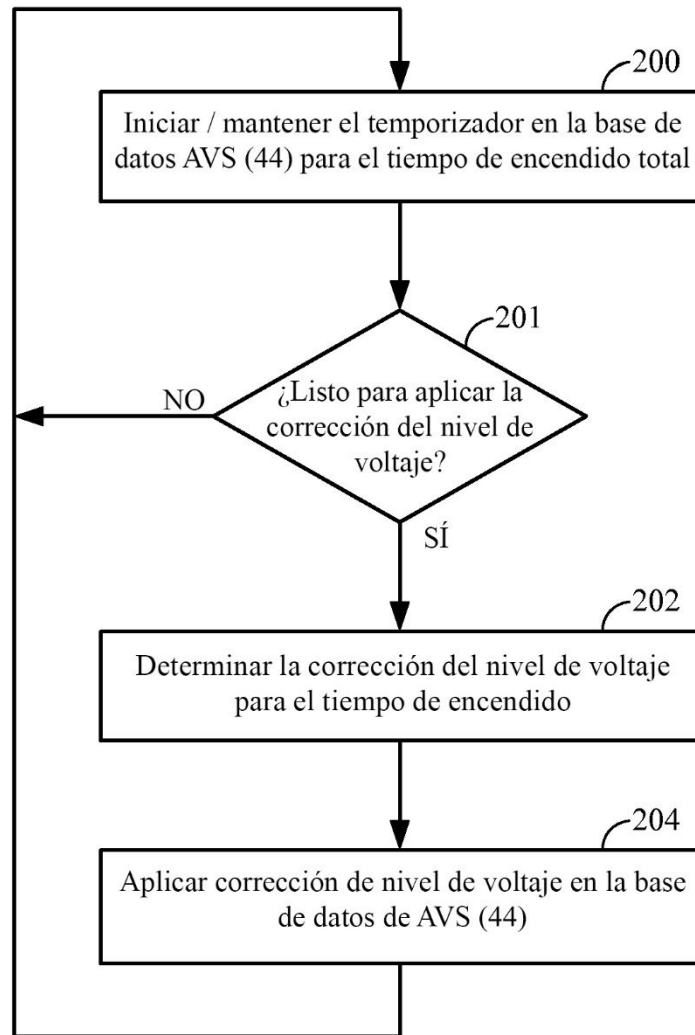 200
Iniciar / mantener el temporizador en la base de
datos AVS (44) para el tiempo de encendido total
201
¿Listo para aplicar la
corrección del nivel de
voltaje?
NO
SÍ
202
Determinar la corrección del nivel de voltaje
para el tiempo de encendido
204
Aplicar corrección de nivel de voltaje en la base
de datos de AVS (44)